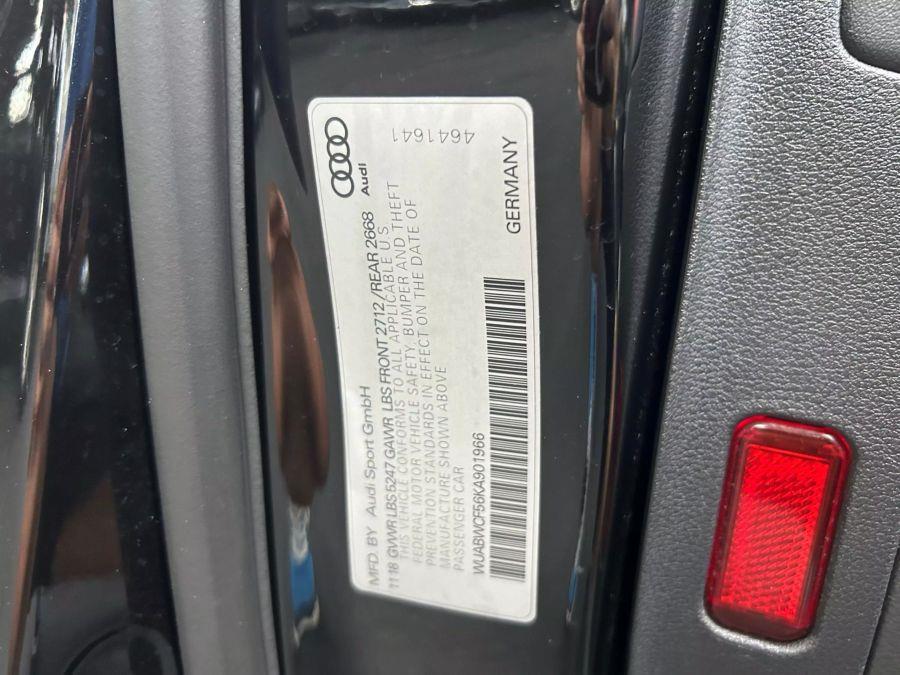 Audi
4641641
MFD. BY Audi Sport GmbH
11 18 GVWR LBS 5247 GAWR LBS FRONT 2712 / REAR 2668
THIS VEHICLE CONFORMS TO ALL APPLICABLE U S
FEDERAL MOTOR VEHICLE SAFETY, BUMPER AND THEFT
PREVENTION STANDARDS IN EFFECT ON THE DATE OF
MANUFACTURE SHOWN ABOVE
PASSENGER CAR
WUABWCF56KA901966
GERMANY